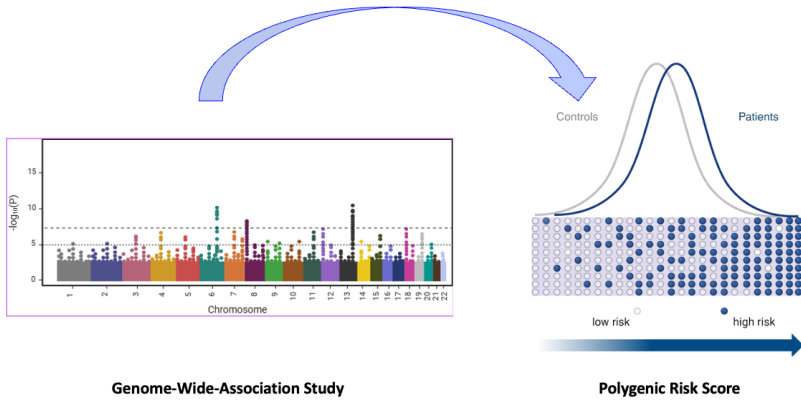 Controls
Patients
-log₁₀(P)
15
10
5
0
1 2 3 4 5 6 7 8 9 10 11 12 13 14 15 16 17 18 19 20 21 22
Chromosome
low risk
high risk
Genome-Wide-Association Study
Polygenic Risk Score